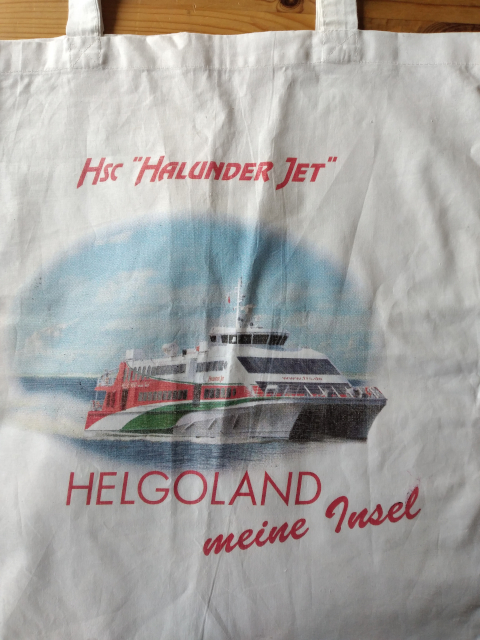 HSC "HALUNDER JET"
HELGOLAND
meine Insel